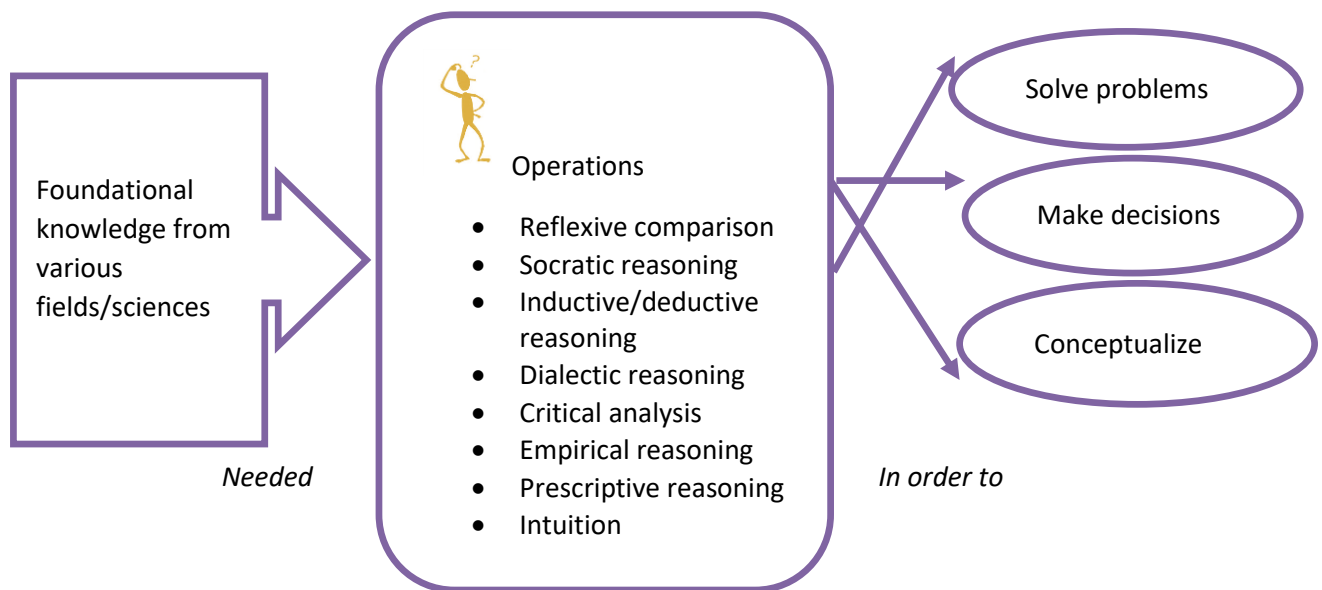 Foundational
knowledge from
various
fields/sciences
Needed
?
Operations
• Reflexive comparison
• Socratic reasoning
• Inductive/deductive
reasoning
• Dialectic reasoning
• Critical analysis
• Empirical reasoning
• Prescriptive reasoning
• Intuition
In order to
Solve problems
Make decisions
Conceptualize